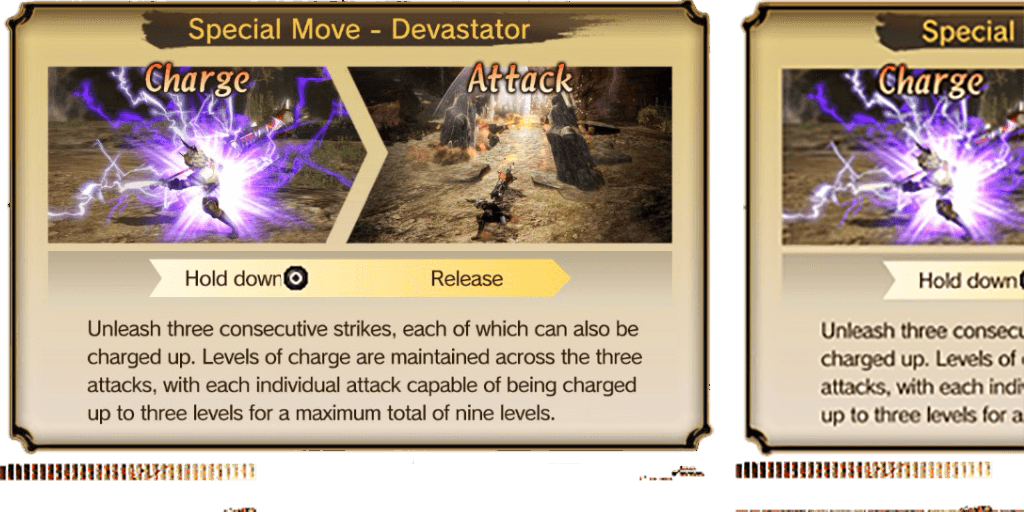 Special Move - Devastator
Charge
Attack
Hold down
Release
Unleash three consecutive strikes, each of which can also be
charged up. Levels of charge are maintained across the three
attacks, with each individual attack capable of being charged
up to three levels for a maximum total of nine levels.
Special
Charge
Hold down
Unleash three consecu
charged up. Levels of
attacks, with each indi
up to three levels for a